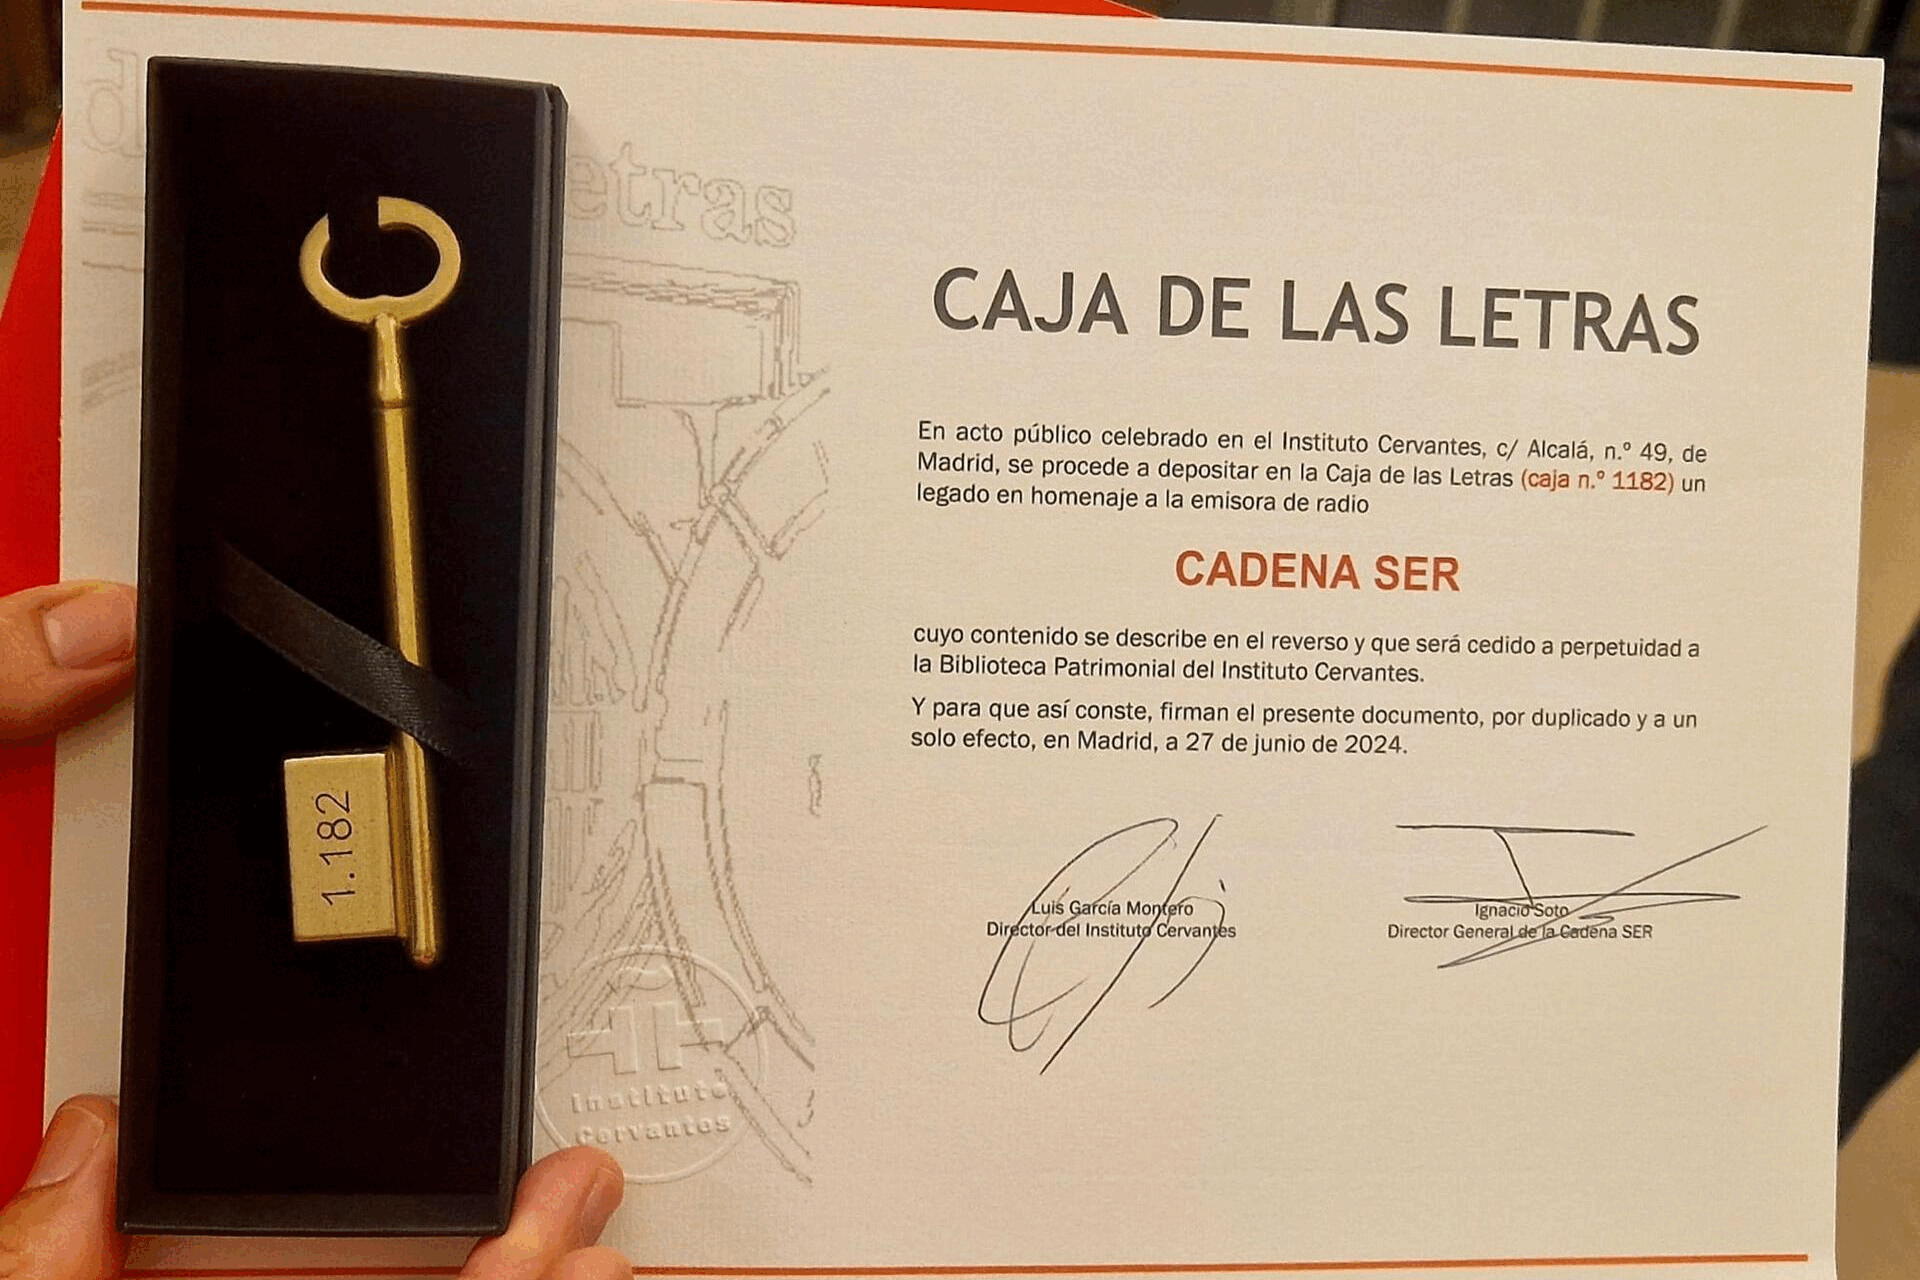 etras
1.182
CAJA DE LAS LETRAS
En acto público celebrado en el Instituto Cervantes, c/ Alcalá, n.º 49, de
Madrid, se procede a depositar en la Caja de las Letras (caja n.º 1182) un
legado en homenaje a la emisora de radio
CADENA SER
cuyo contenido se describe en el reverso y que será cedido a perpetuidad a
la Biblioteca Patrimonial del Instituto Cervantes.
Y para que así conste, firman el presente documento, por duplicado y a un
solo efecto, en Madrid, a 27 de junio de 2024.
Luis García Montero
Director del Instituto Cervantes
Ignacio Soto
Director General de la Cadena SER
Instituto
Cervantes